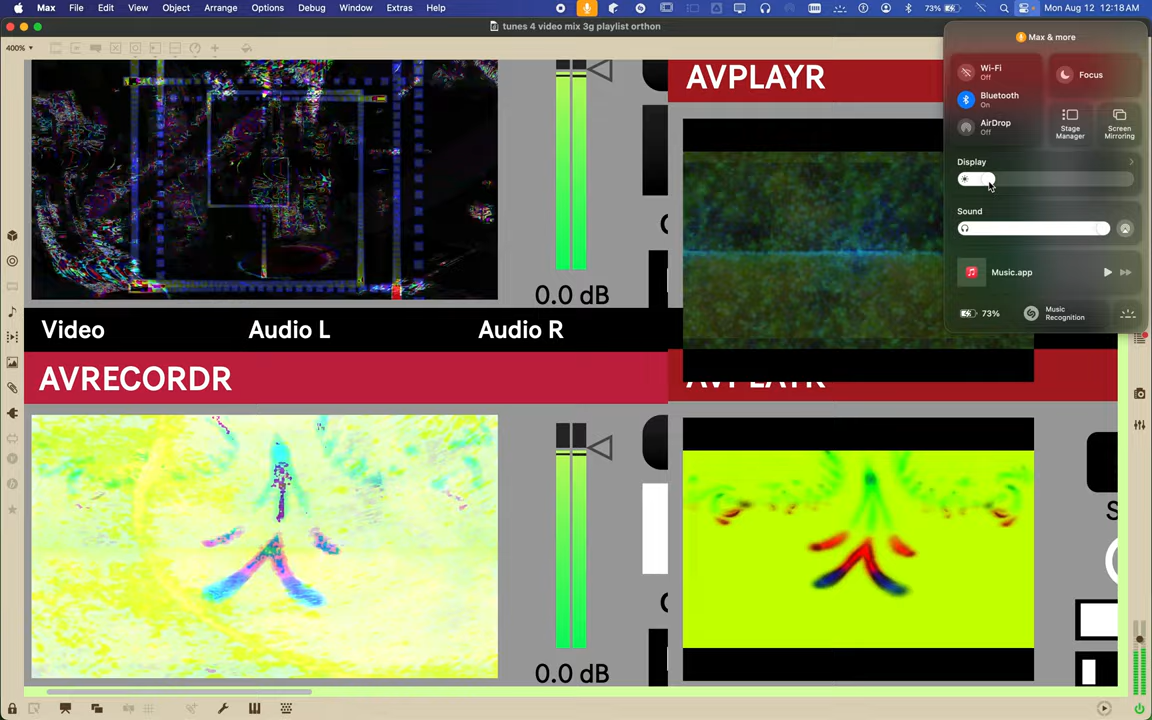 Max File Edit View Object Arrange Options Debug Window Extras Help
73% Mon Aug 12 12:18 AM
tunes 4 video mix 3g playlist orthon
400%
Max & more
Wi-Fi
Off
Focus
Bluetooth
On
AirDrop
Off
Stage
Manager
Screen
Mirroring
Display
Sound
Music.app
73%
Music
Recognition
AVPLAYR
0.0 dB
Video Audio L Audio R
AVRECORDR
AVPLAYR
0.0 dB